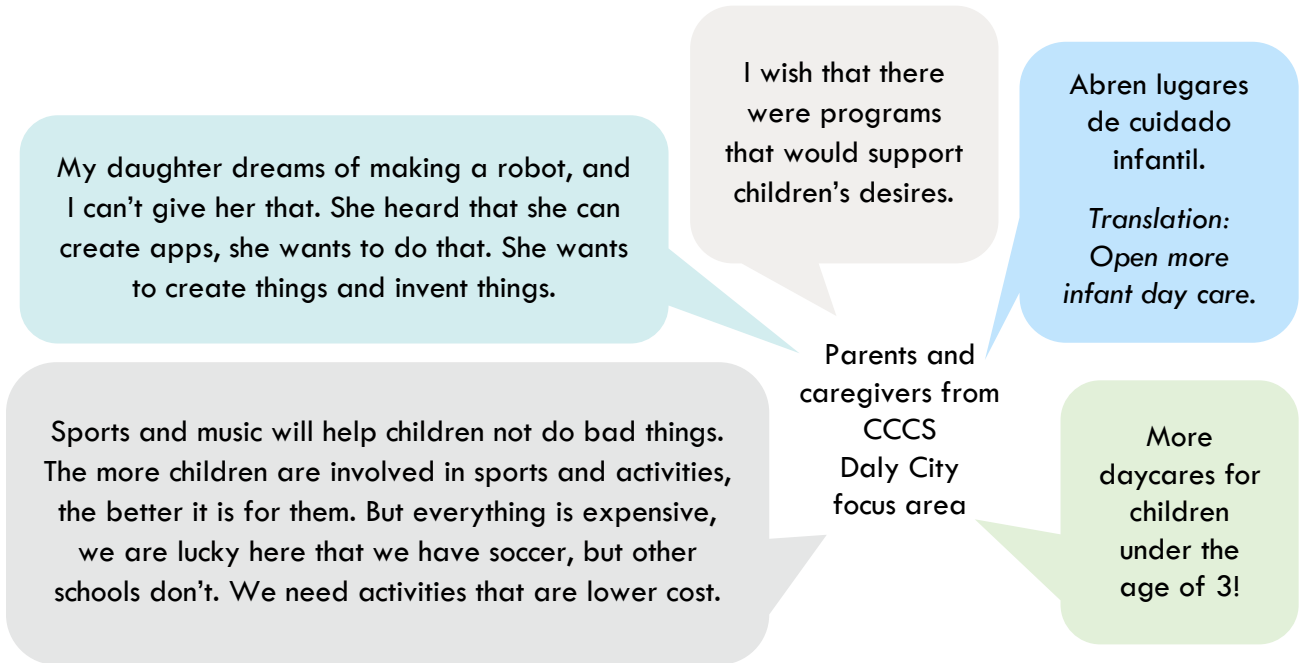 My daughter dreams of making a robot, and
I can’t give her that. She heard that she can
create apps, she wants to do that. She wants
to create things and invent things.
I wish that there
were programs
that would support
children’s desires.
Abren lugares
de cuidado
infantil.
Translation:
Open more
infant day care.
Sports and music will help children not do bad things.
The more children are involved in sports and activities,
the better it is for them. But everything is expensive,
we are lucky here that we have soccer, but other
schools don’t. We need activities that are lower cost.
Parents and
caregivers from
CCCS
Daly City
focus area
More
daycares for
children
under the
age of 3!